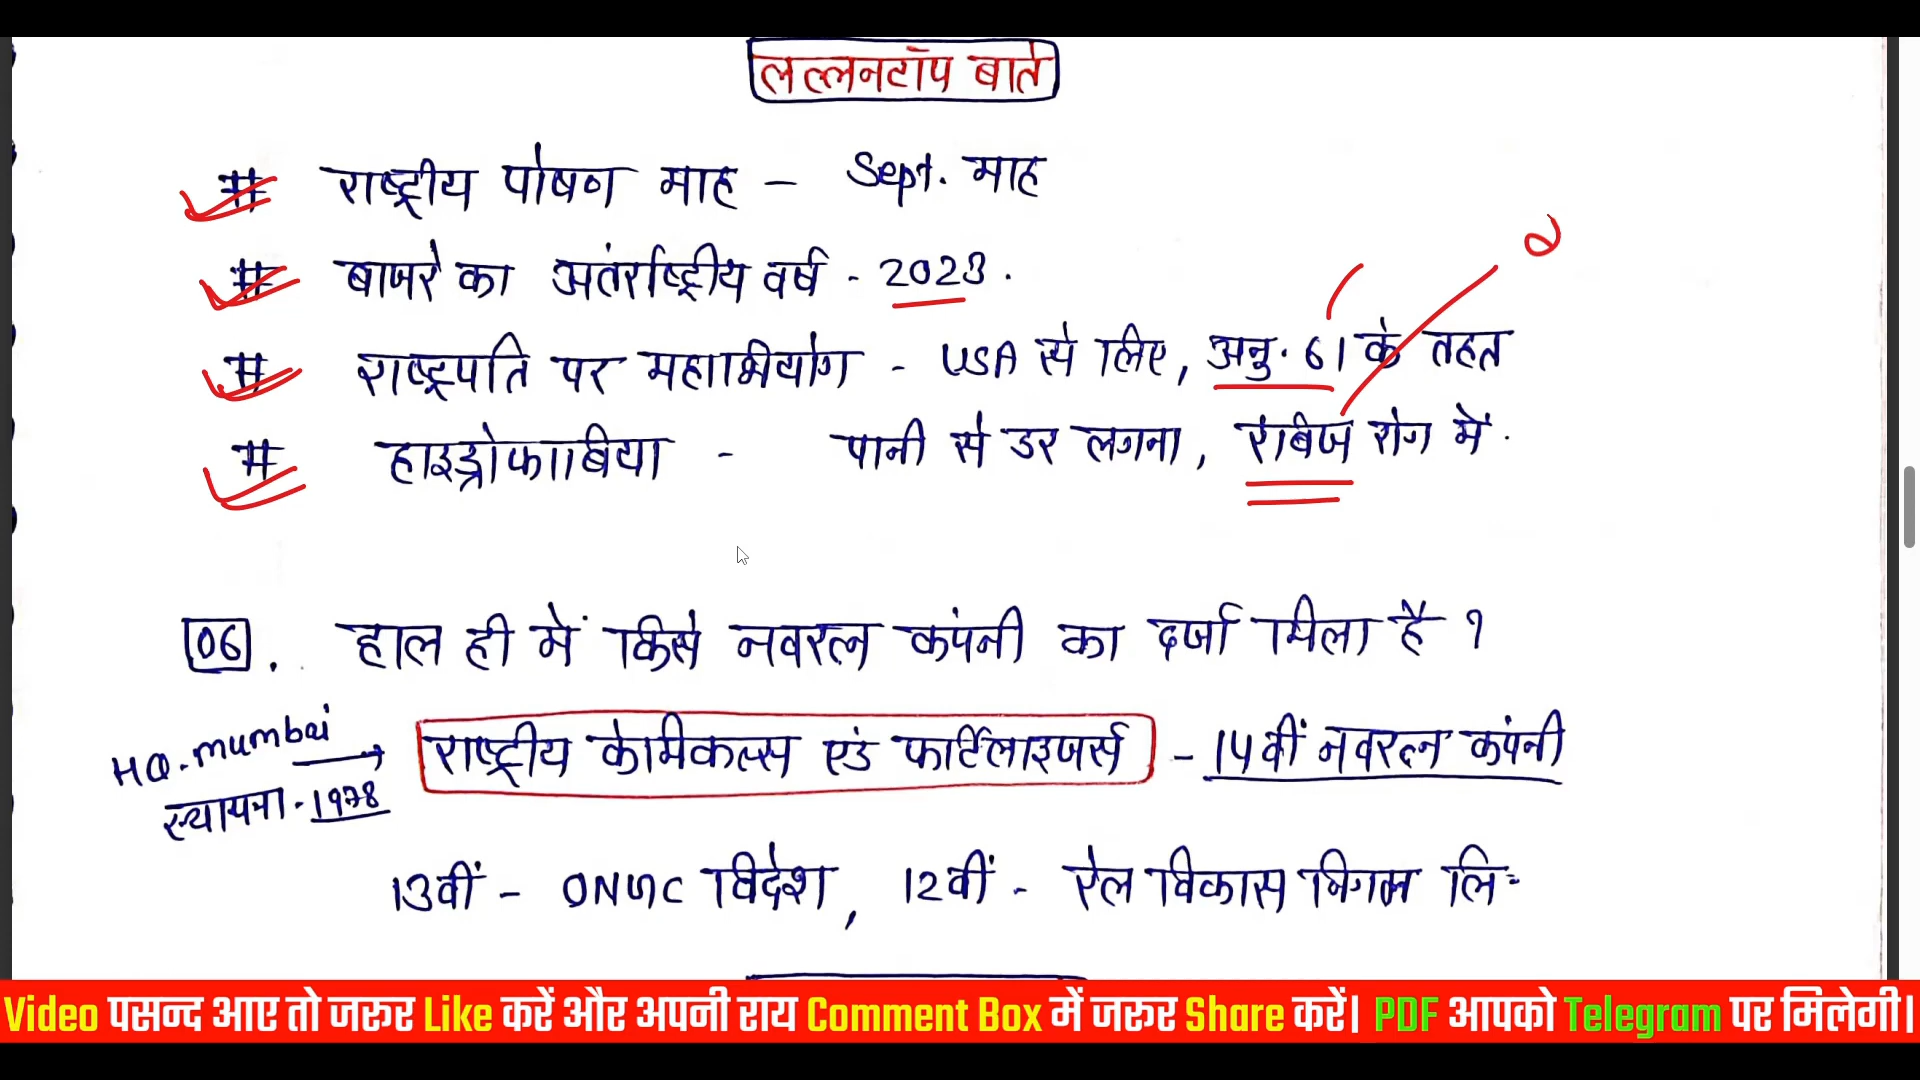 लल्लनटॉप बातें
# राष्ट्रीय पोषण माह - Sept. माह
# बाजरे का अतंर्राष्ट्रीय वर्ष - 2023.
# राष्ट्रपति पर महाभियोग - USA से लिए, अनु. 61 के तहत
# हाइड्रोफोबिया - पानी से डर लगना, रेबिज रोग में.
06. हाल ही में किसे नवरत्न कंपनी का दर्जा मिला है ?
HQ. mumbai
राष्ट्रीय केमिकल्स एंड फर्टिलाइजर्स - 14वीं नवरत्न कंपनी
स्थापना - 1978
13वीं - ONGC विदेश, 12वीं - रेल विकास निगम लि.
Video पसन्द आए तो जरूर Like करें और अपनी राय Comment Box में जरूर Share करें। PDF आपको Telegram पर मिलेगी।